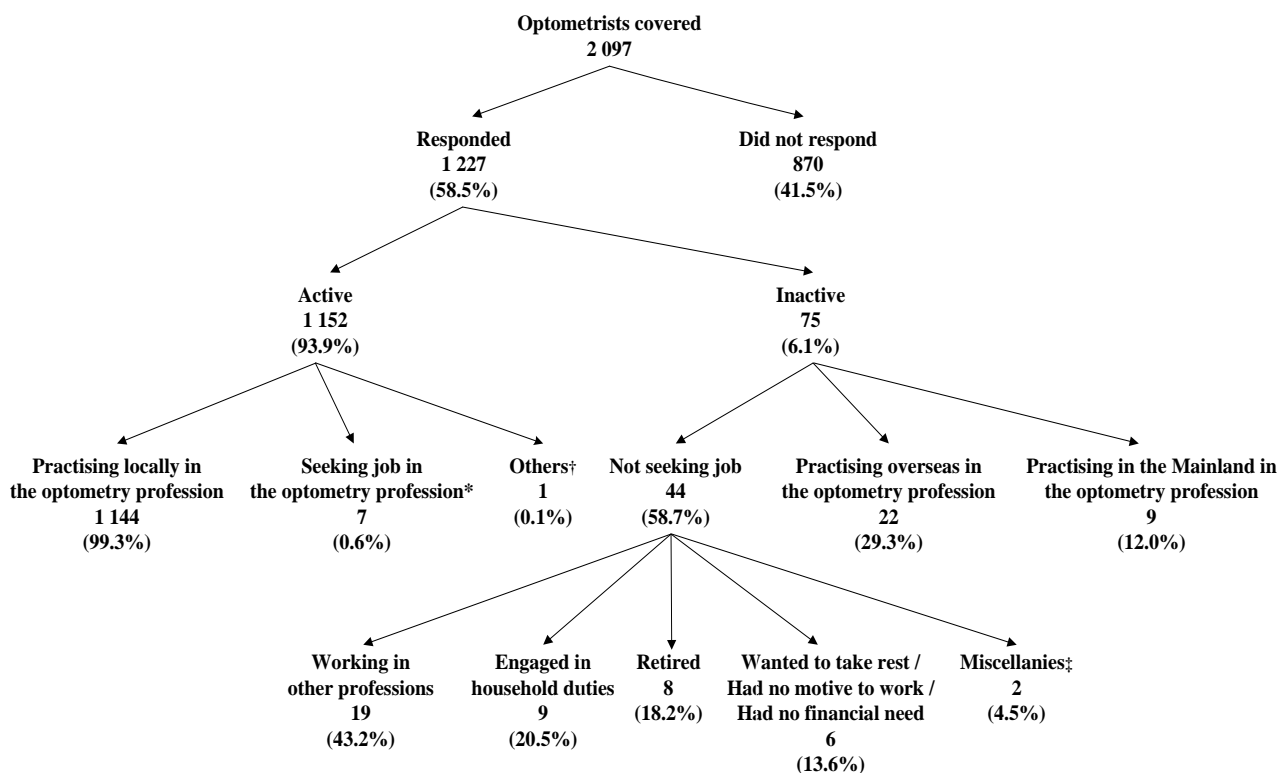 Optometrists covered
2 097
Responded
1 227
(58.5%)
Did not respond
870
(41.5%)
Active
1 152
(93.9%)
Inactive
75
(6.1%)
Practising locally in
the optometry profession
1 144
(99.3%)
Seeking job in
the optometry profession*
7
(0.6%)
Others†
1
(0.1%)
Not seeking job
44
(58.7%)
Practising overseas in
the optometry profession
22
(29.3%)
Practising in the Mainland in
the optometry profession
9
(12.0%)
Working in
other professions
19
(43.2%)
Engaged in
household duties
9
(20.5%)
Retired
8
(18.2%)
Wanted to take rest /
Had no motive to work /
Had no financial need
6
(13.6%)
Miscellanies‡
2
(4.5%)